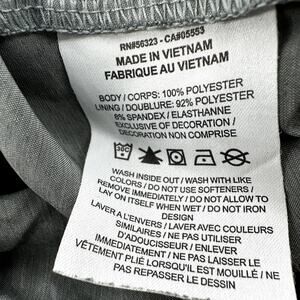 RN#56323 - CA#05553
MADE IN VIETNAM
FABRIQUE AU VIETNAM
BODY / CORPS: 100% POLYESTER
LINING / DOUBLURE: 92% POLYESTER
8% SPANDEX / ELASTHANNE
EXCLUSIVE OF DECORATION /
DECORATION NON COMPRISE
WASH INSIDE OUT / WASH WITH LIKE
COLORS / DO NOT USE SOFTENERS /
REMOVE IMMEDIATELY / DO NOT ALLOW TO
LAY ON ITSELF WHEN WET / DO NOT IRON
DESIGN
LAVER A L'ENVERS / LAVER AVEC COULEURS
SIMILAIRES / NE PAS UTILISER
D'ADOUCISSEUR / ENLEVER
IMMEDIATEMENT / NE PAS LAISSER LE
VÊTEMENT PLIÉ LORSQU'IL EST MOUILLÉ / NE
PAS REPASSER LE DESSIN